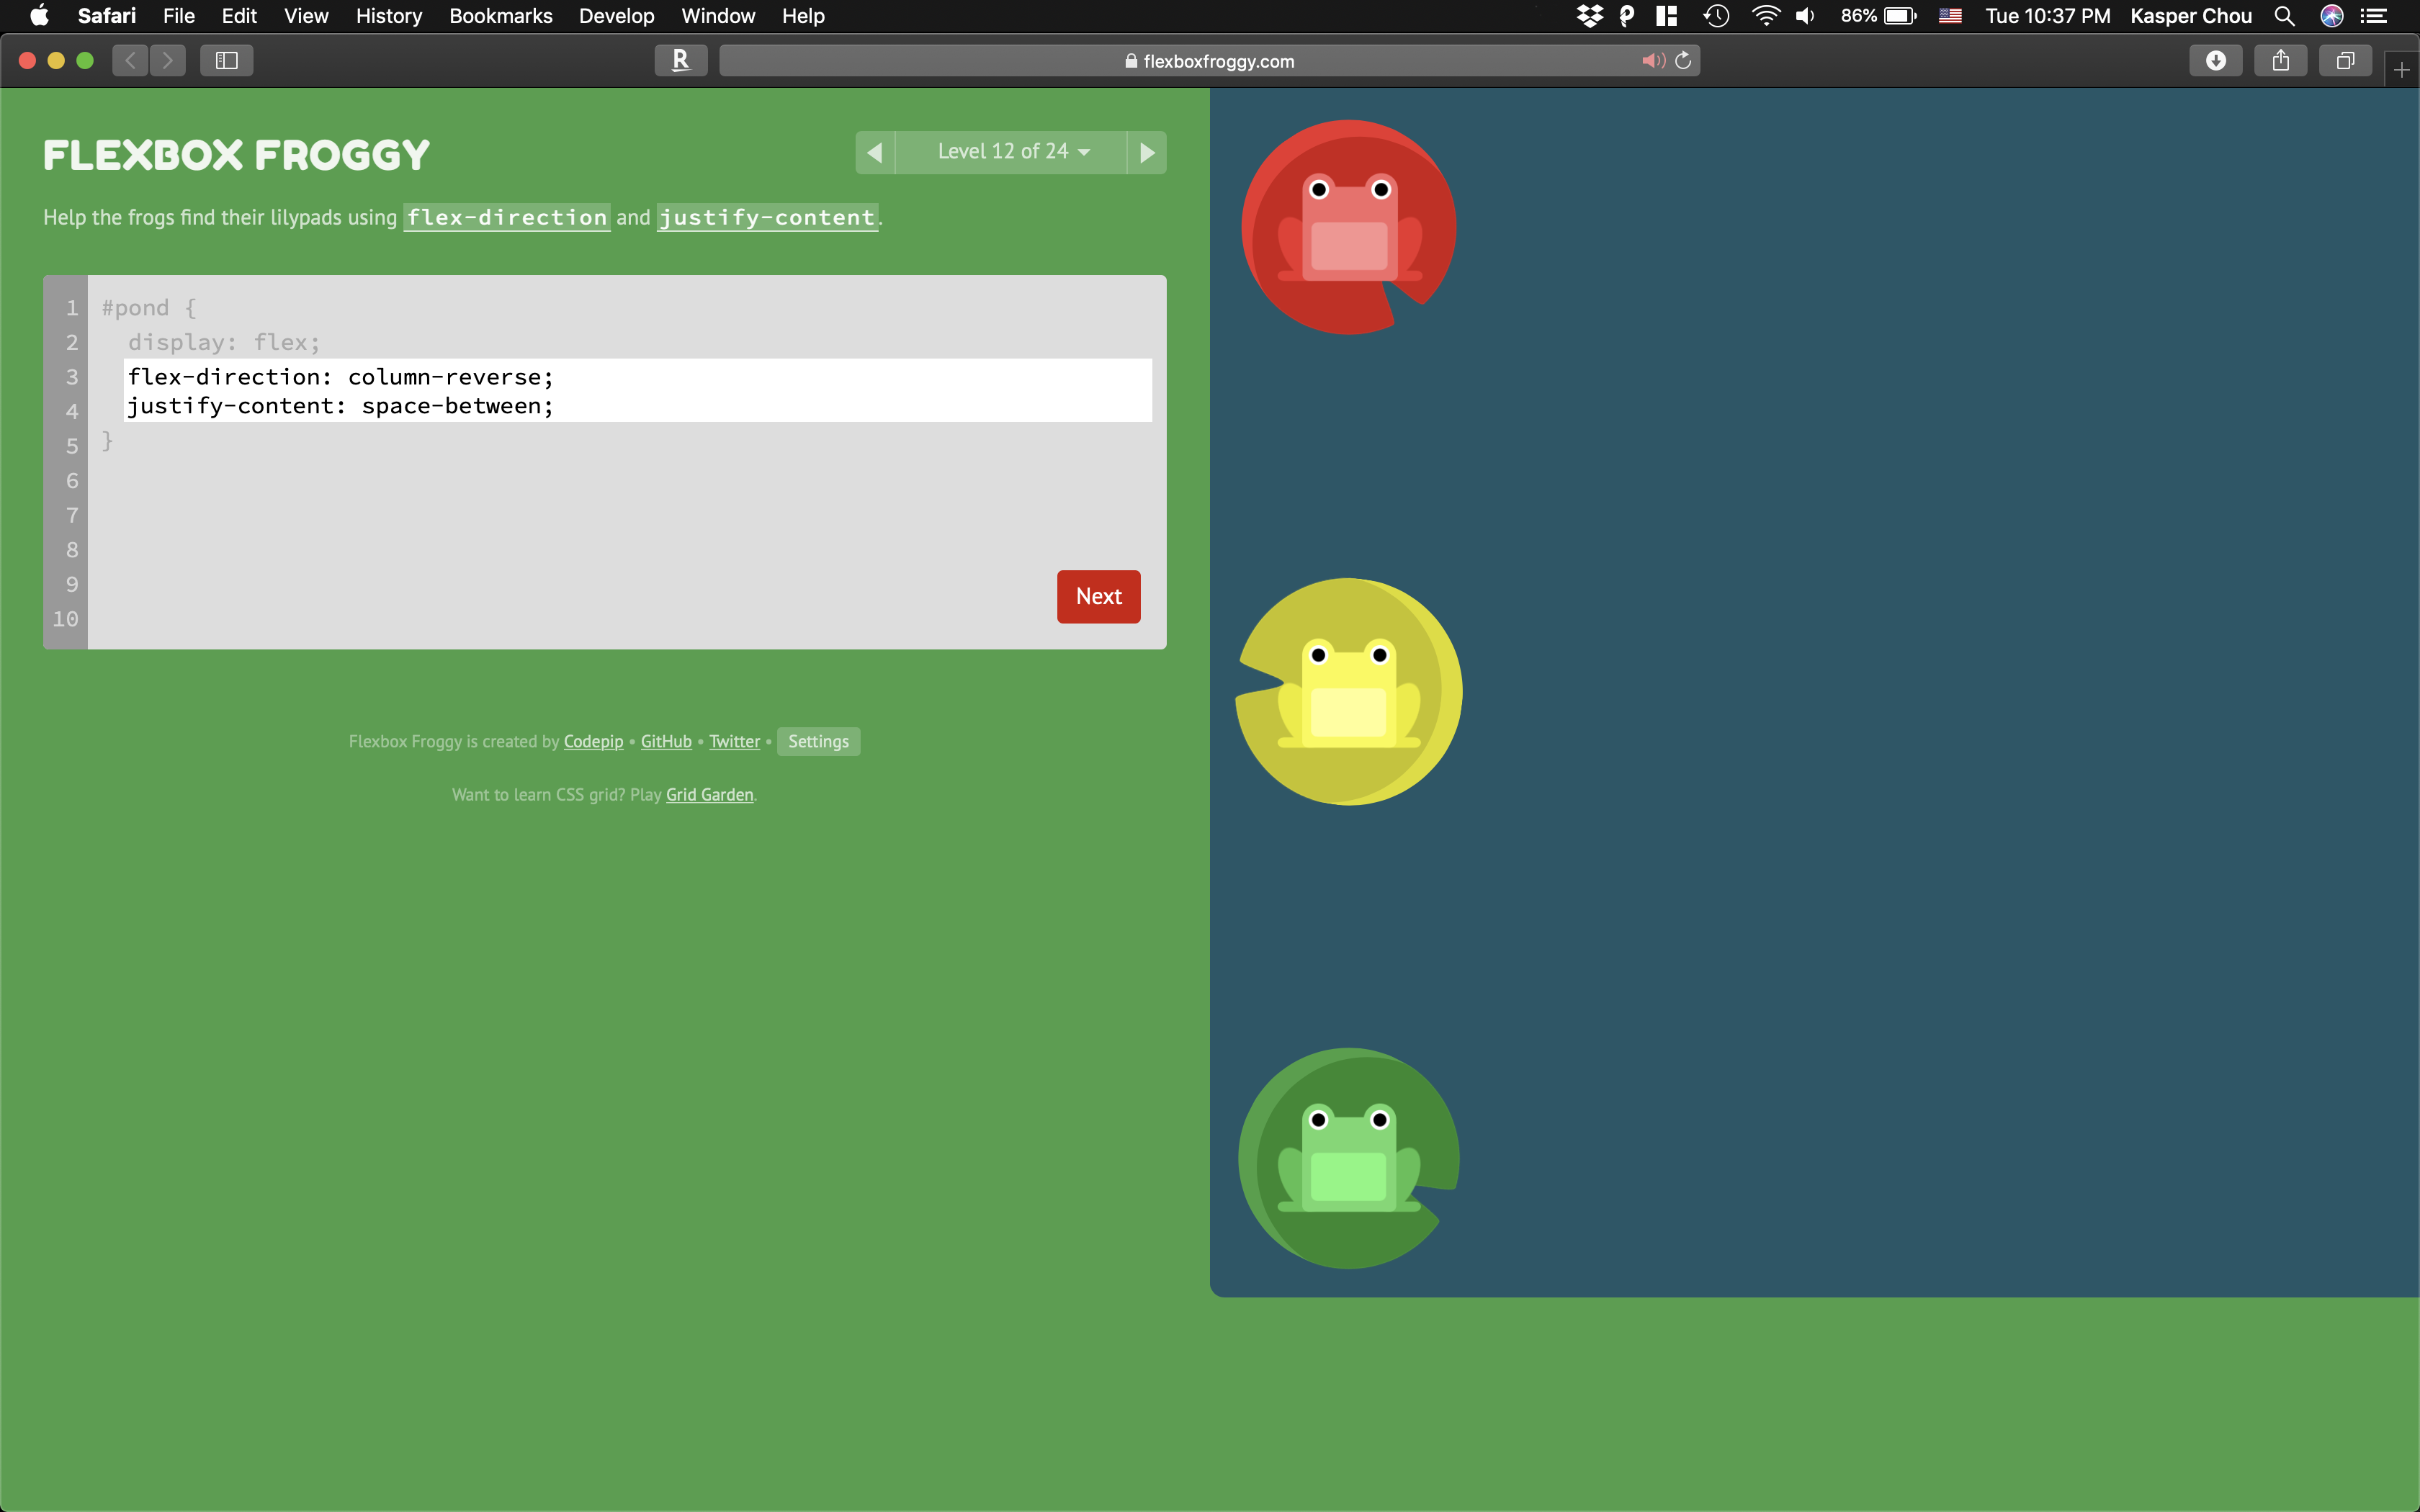 Safari File Edit View History Bookmarks Develop Window Help 86% Tue 10:37 PM Kasper Chou
R flexboxfroggy.com
FLEXBOX FROGGY
Level 12 of 24
Help the frogs find their lilypads using flex-direction and justify-content.
1 #pond {
2 display: flex;
3 flex-direction: column-reverse;
4 justify-content: space-between;
5 }
6
7
8
9
10
Next
Flexbox Froggy is created by Codepip • GitHub • Twitter • Settings
Want to learn CSS grid? Play Grid Garden.